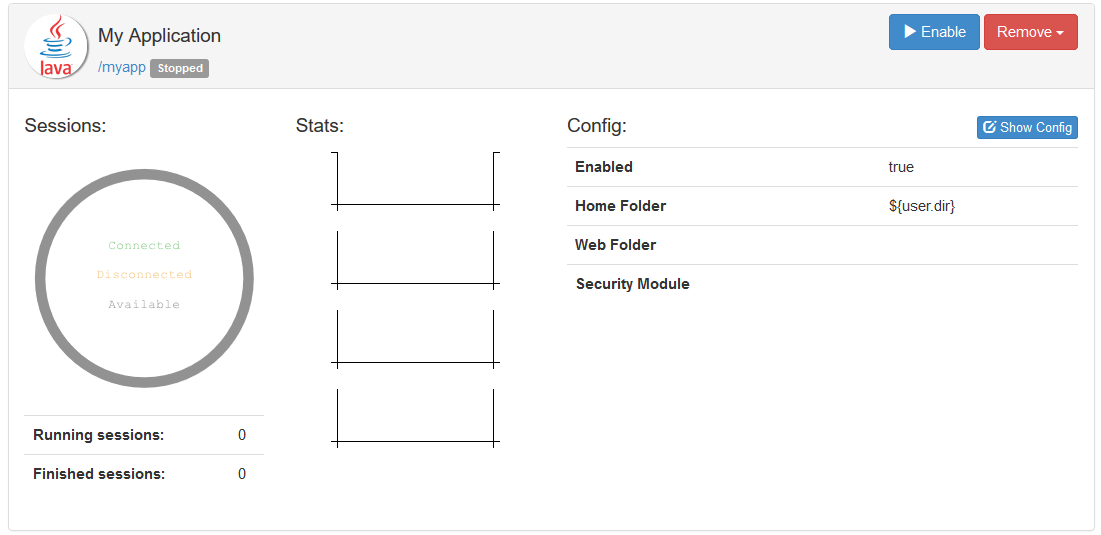 My Application
Java
/myapp Stopped
Enable
Remove
Sessions:
Connected
Disconnected
Available
Running sessions: 0
Finished sessions: 0
Stats:
Config:
Show Config
Enabled true
Home Folder ${user.dir}
Web Folder
Security Module